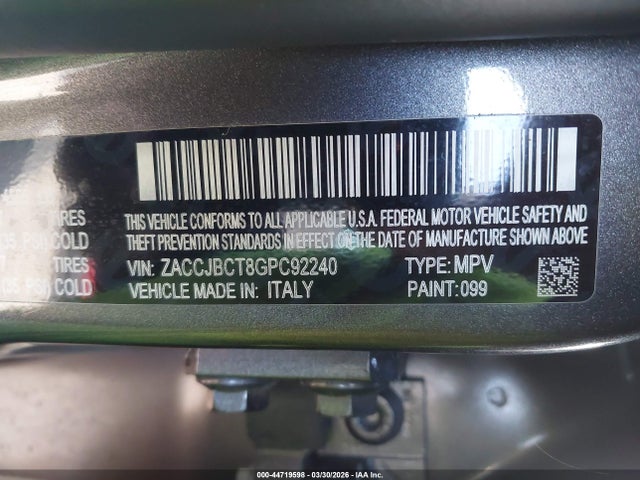 TIRES
COLD
TIRES
35 PSI COLD
THIS VEHICLE CONFORMS TO ALL APPLICABLE U.S.A. FEDERAL MOTOR VEHICLE SAFETY AND
THEFT PREVENTION STANDARDS IN EFFECT ON THE DATE OF MANUFACTURE SHOWN ABOVE
VIN: ZACCJBCT8GPC92240 TYPE: MPV
VEHICLE MADE IN: ITALY PAINT: 099
000-44719598 - 03/30/2026 - IAA Inc.